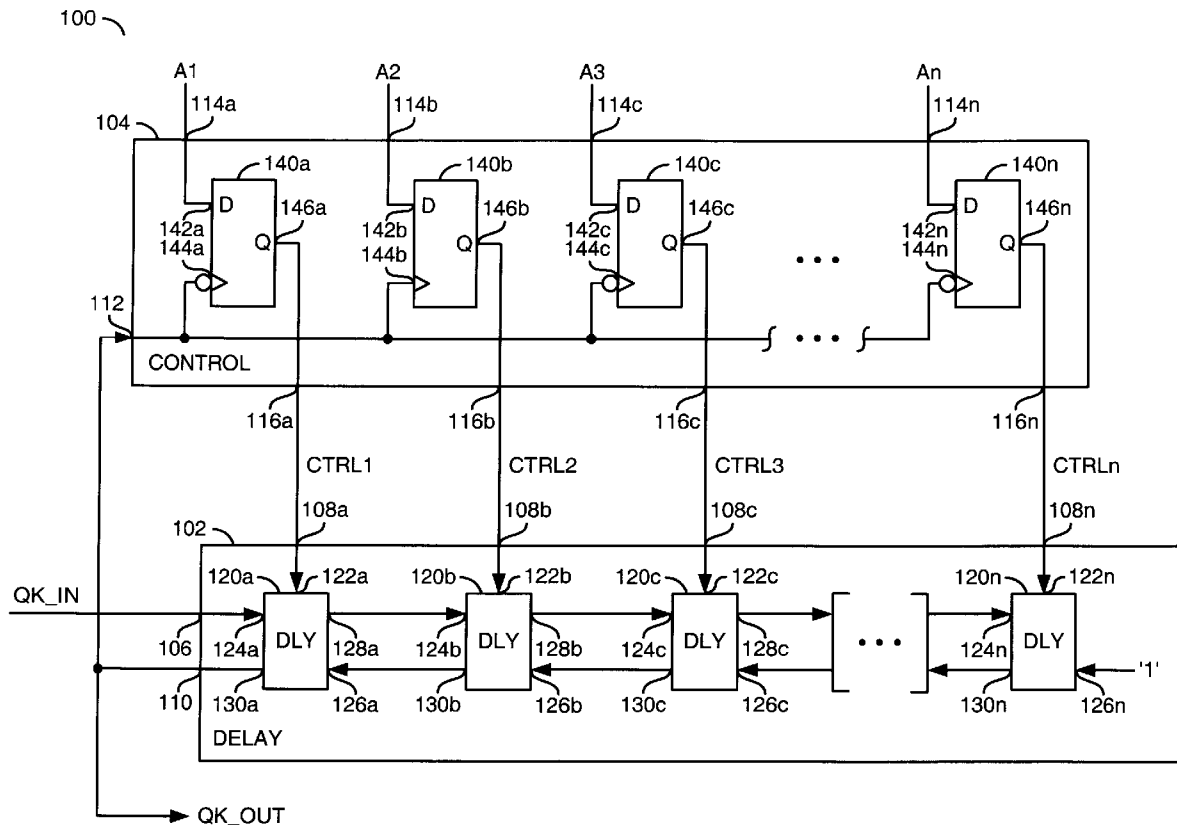 100
A1 A2 A3 An
114a 114b 114c 114n
104
140a 140b 140c 140n
D D D D
142a 146a 142b 146b 142c 146c 142n 146n
Q Q Q Q
144a 144b 144c 144n
• • •
112
• • •
CONTROL
116a 116b 116c 116n
CTRL1 CTRL2 CTRL3 CTRLn
108a 108b 108c 108n
102
120a 122a 120b 122b 120c 122c 120n 122n
QK_IN
DLY DLY DLY • • • DLY
106 124a 128a 124b 128b 124c 128c 124n
'1'
110 130a 126a 130b 126b 130c 126c 130n 126n
DELAY
QK_OUT